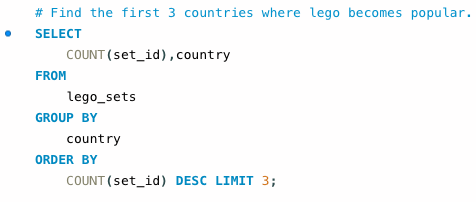 # Find the first 3 countries where lego becomes popular.
SELECT
COUNT(set_id),country
FROM
lego_sets
GROUP BY
country
ORDER BY
COUNT(set_id) DESC LIMIT 3;